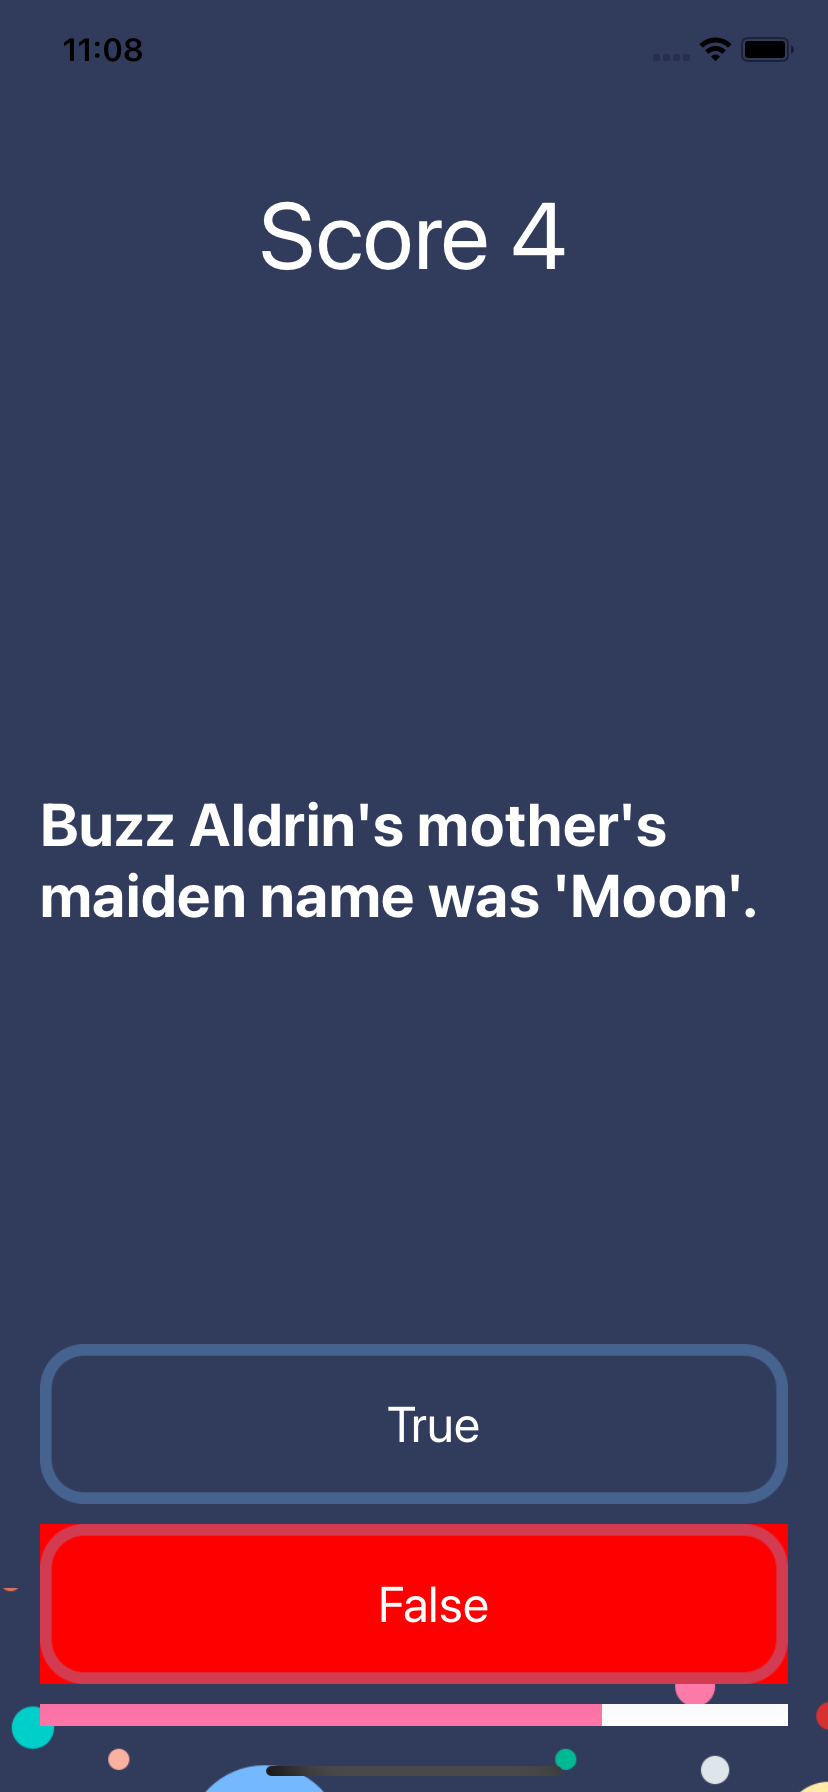 11:08
Score 4
Buzz Aldrin's mother's
maiden name was 'Moon'.
True
False